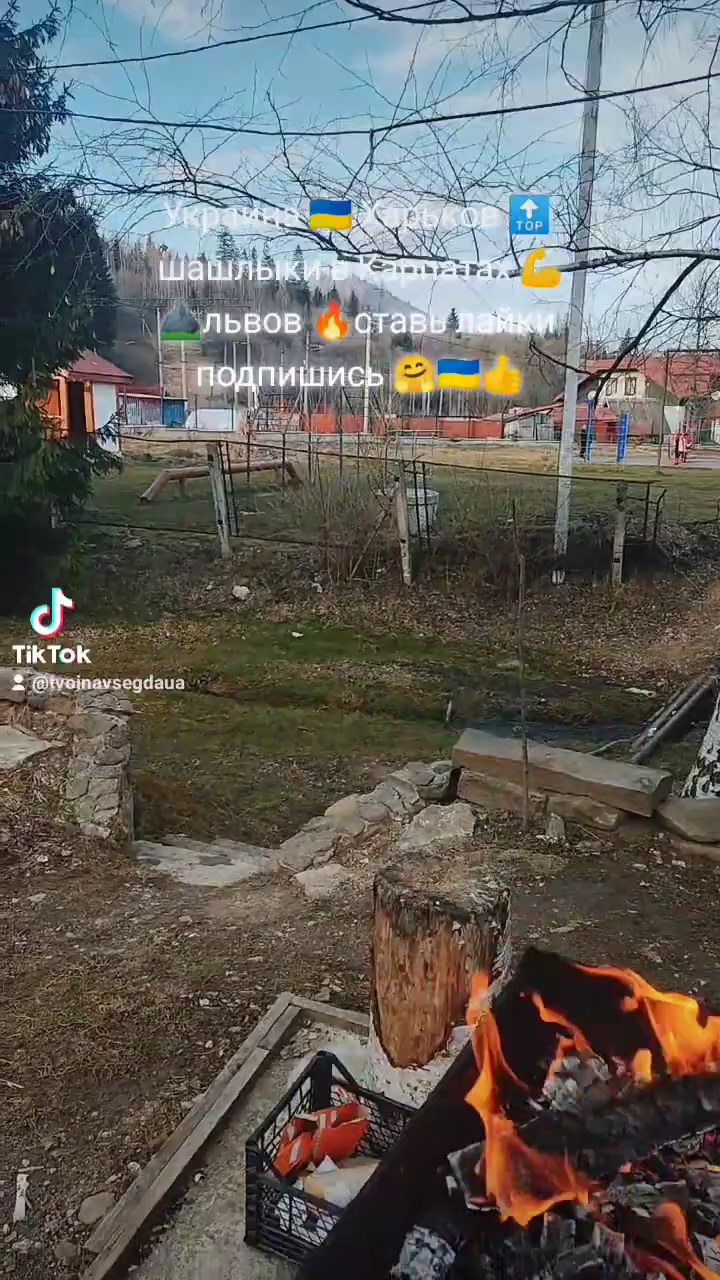 Украина 🇺🇦 Харьков 🔝
шашлыки в Карпатах 💪
⛰️львов 🔥ставь лайки
подпишись 🤗🇺🇦👍
TikTok
@tvoinavsegdaua